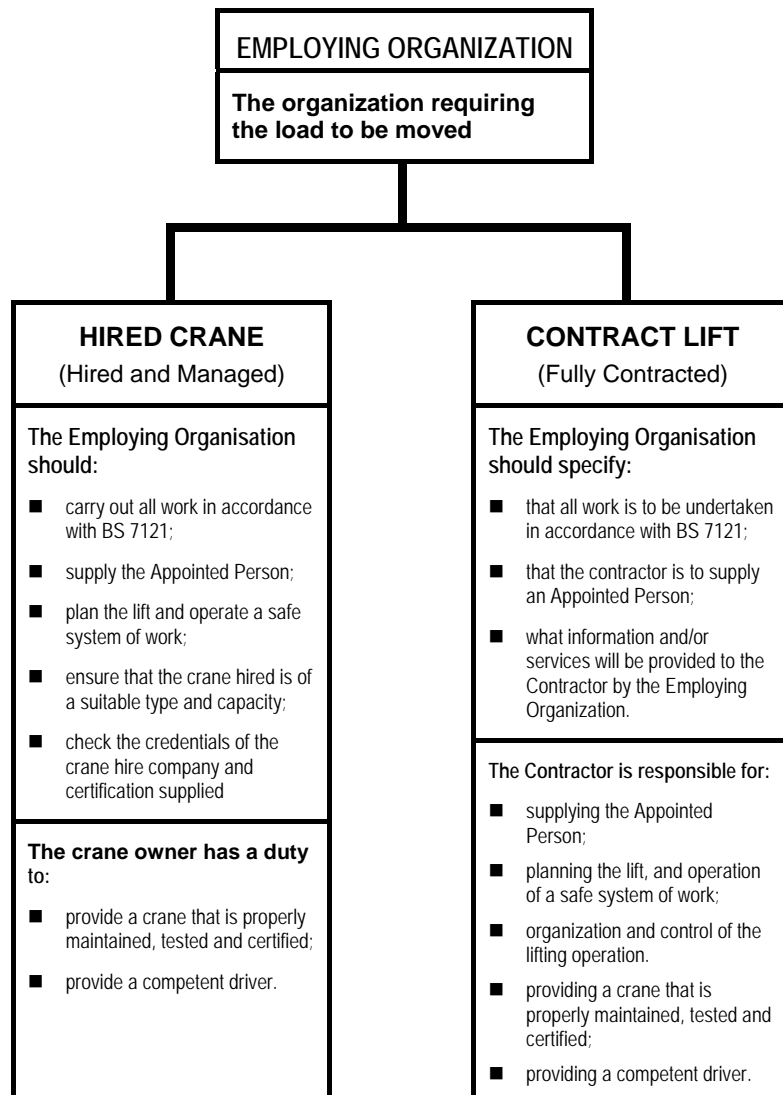 EMPLOYING ORGANIZATION
The organization requiring
the load to be moved
HIRED CRANE
(Hired and Managed)
The Employing Organisation
should:
■ carry out all work in accordance
with BS 7121;
■ supply the Appointed Person;
■ plan the lift and operate a safe
system of work;
■ ensure that the crane hired is of
a suitable type and capacity;
■ check the credentials of the
crane hire company and
certification supplied
The crane owner has a duty
to:
■ provide a crane that is properly
maintained, tested and certified;
■ provide a competent driver.
CONTRACT LIFT
(Fully Contracted)
The Employing Organisation
should specify:
■ that all work is to be undertaken
in accordance with BS 7121;
■ that the contractor is to supply
an Appointed Person;
■ what information and/or
services will be provided to the
Contractor by the Employing
Organization.
The Contractor is responsible for:
■ supplying the Appointed
Person;
■ planning the lift, and operation
of a safe system of work;
■ organization and control of the
lifting operation.
■ providing a crane that is
properly maintained, tested and
certified;
■ providing a competent driver.